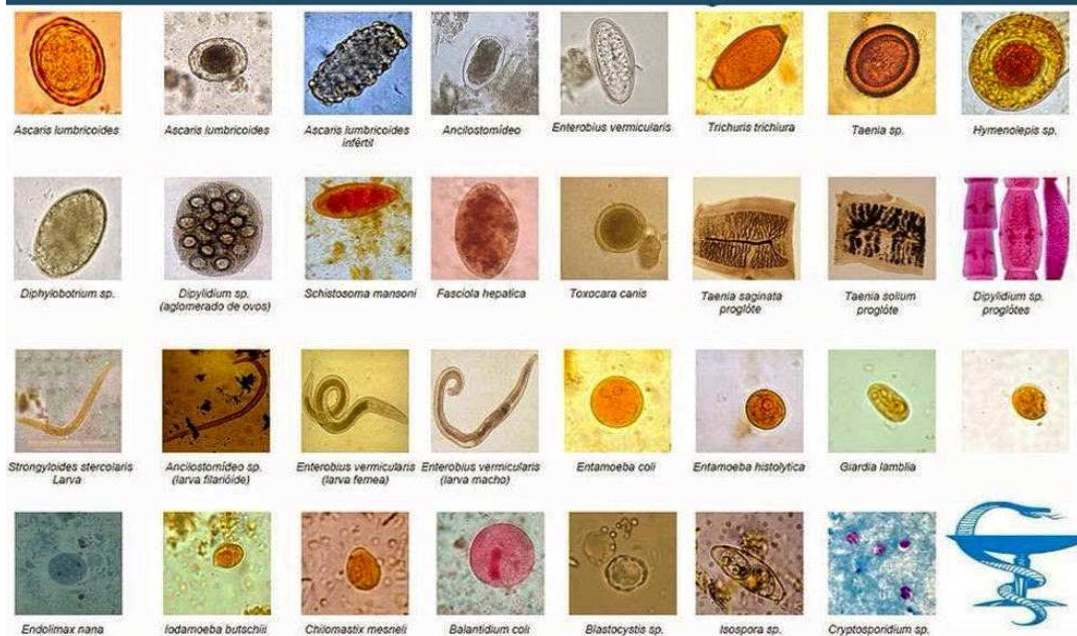 Ascaris lumbricoides
Ascaris lumbricoides
Ascaris lumbricoides
infértil
Ancilostomídeo
Enterobius vermicularis
Trichuris trichiura
Taenia sp.
Hymenolepis sp.
Diphylobotrium sp.
Dipylidium sp.
(aglomerado de ovos)
Schistosoma mansoni
Fasciola hepatica
Toxocara canis
Taenia saginata
proglóte
Taenia solium
proglóte
Dipylidium sp.
proglótes
Strongyloides stercolaris
Larva
Ancilostomídeo sp.
(larva filarióide)
Enterobius vermicularis
(larva femea)
Enterobius vermicularis
(larva macho)
Entamoeba coli
Entamoeba histolytica
Giardia lamblia
Endolimax nana
Iodamoeba butschlii
Chilomastix mesneli
Balantidium coli
Blastocystis sp.
Isospora sp.
Cryptosporidium sp.